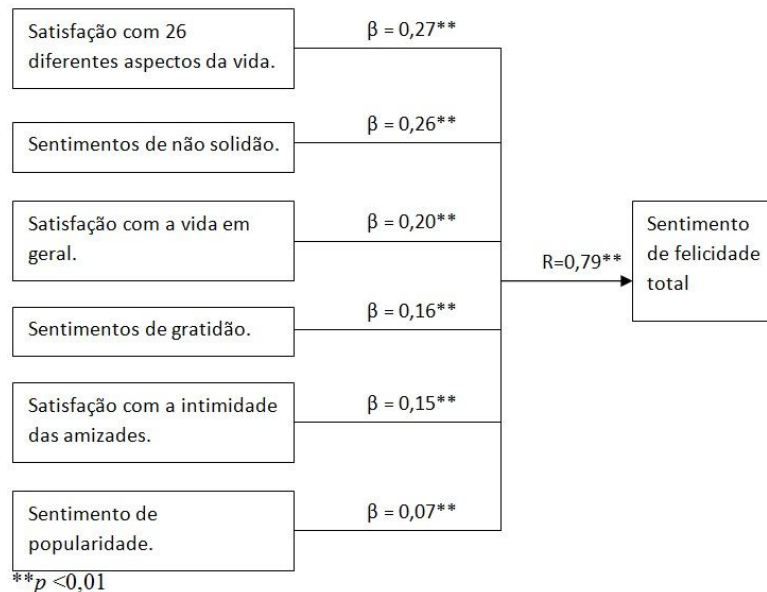 Satisfação com 26
diferentes aspectos da vida.
β = 0,27**
Sentimentos de não solidão.
β = 0,26**
Satisfação com a vida em
geral.
β = 0,20**
Sentimentos de gratidão.
β = 0,16**
Satisfação com a intimidade
das amizades.
β = 0,15**
Sentimento de
popularidade.
β = 0,07**
R=0,79**
Sentimento
de felicidade
total
**p <0,01